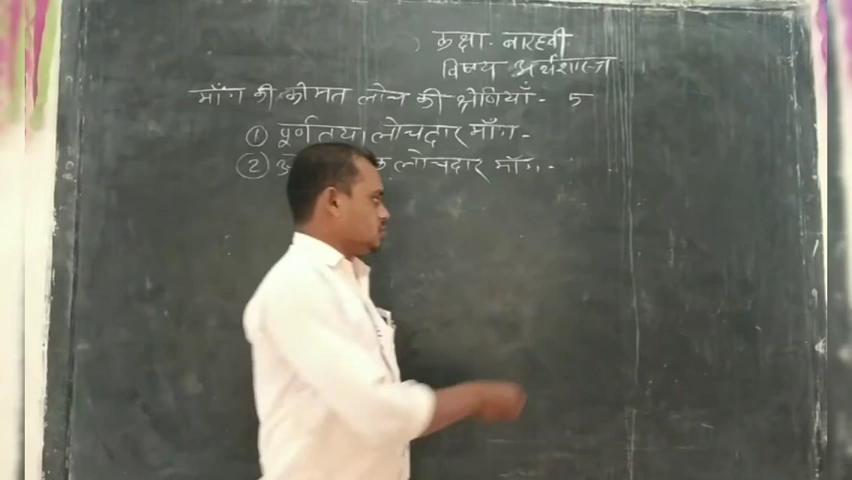 कक्षा - बारहवी
विषय अर्थशास्त्र
माँग की कीमत लोच की श्रेणियाँ - 5
① पूर्णतया लोचदार माँग -
② लोचदार माँग -